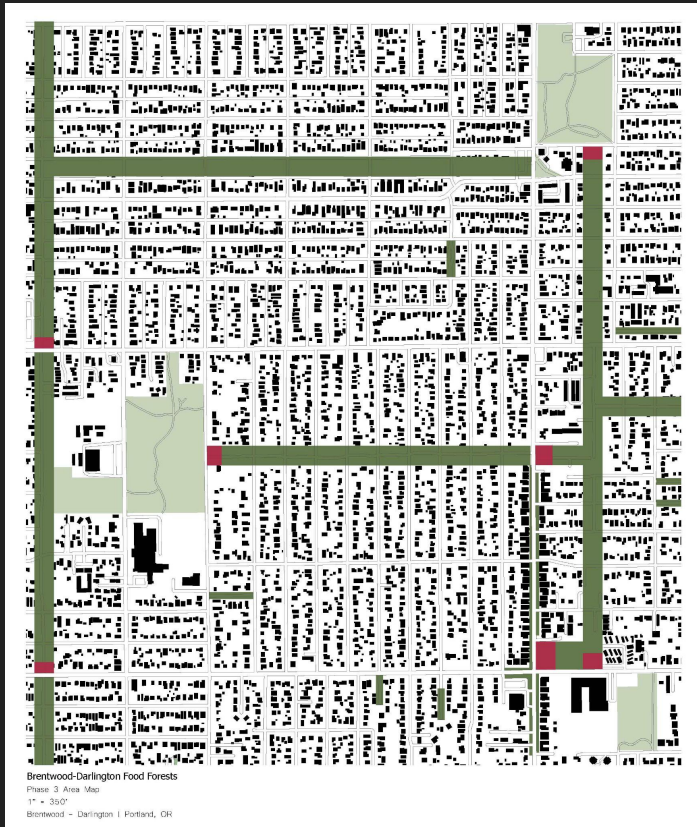 Brentwood-Darlington Food Forests
Phase 3 Area Map
1" = 350'
Brentwood - Darlington | Portland, OR